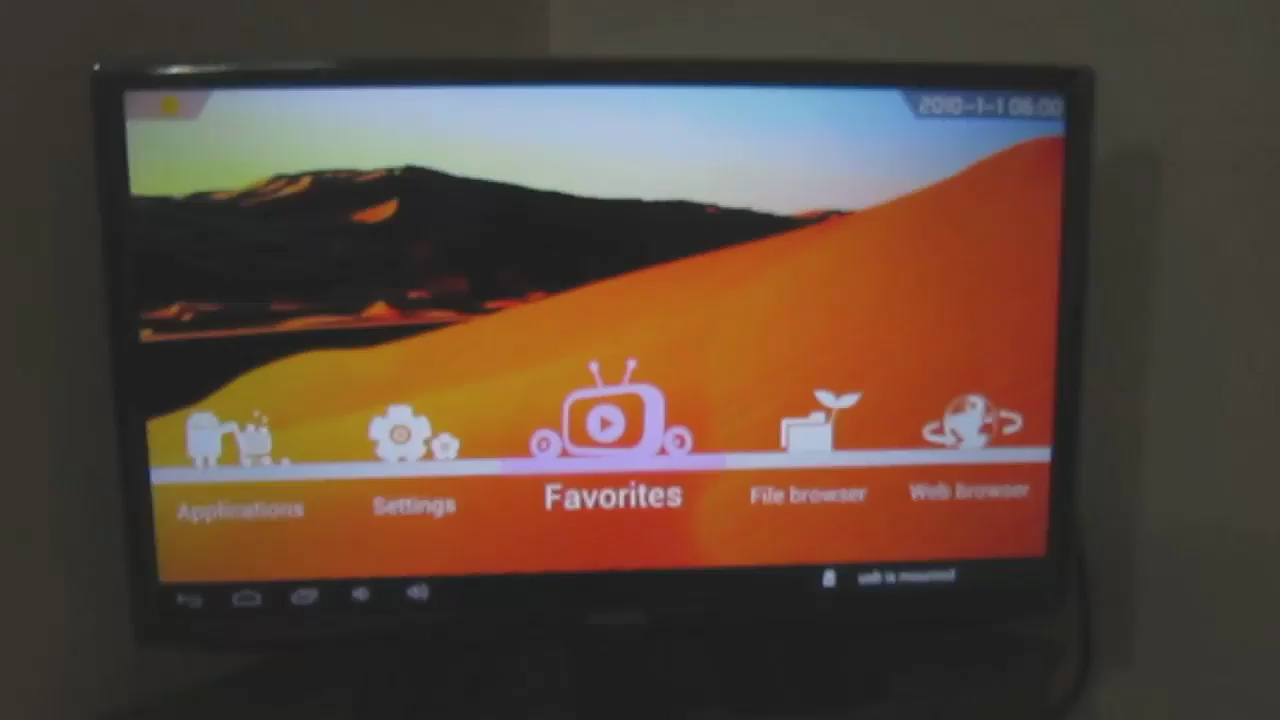 2010-1-1 06:00
Applications
Settings
Favorites
File browser
Web browser
usb is mounted